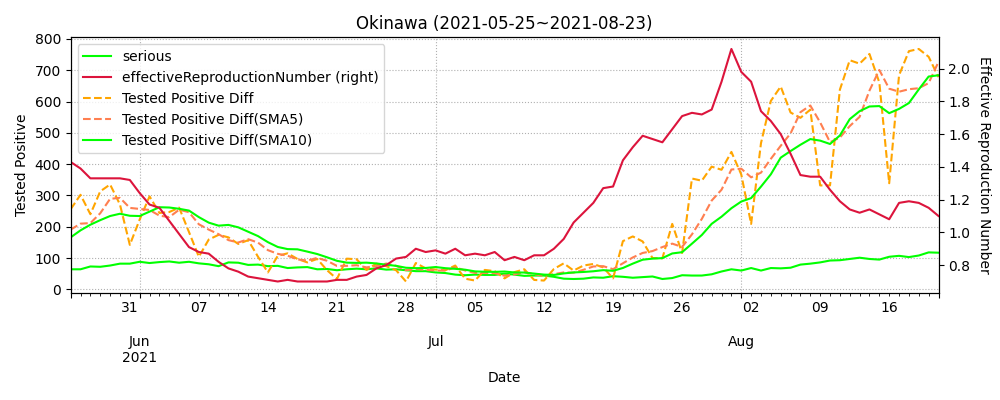 Okinawa (2021-05-25~2021-08-23)
800
700
600
500
400
300
200
100
0
Tested Positive
serious
effectiveReproductionNumber (right)
Tested Positive Diff
Tested Positive Diff(SMA5)
Tested Positive Diff(SMA10)
2.0
1.8
1.6
1.4
1.2
1.0
0.8
Effective Reproduction Number
31 07 14 21 28 05 12 19 26 02 09 16
Jun Jul Aug
2021
Date